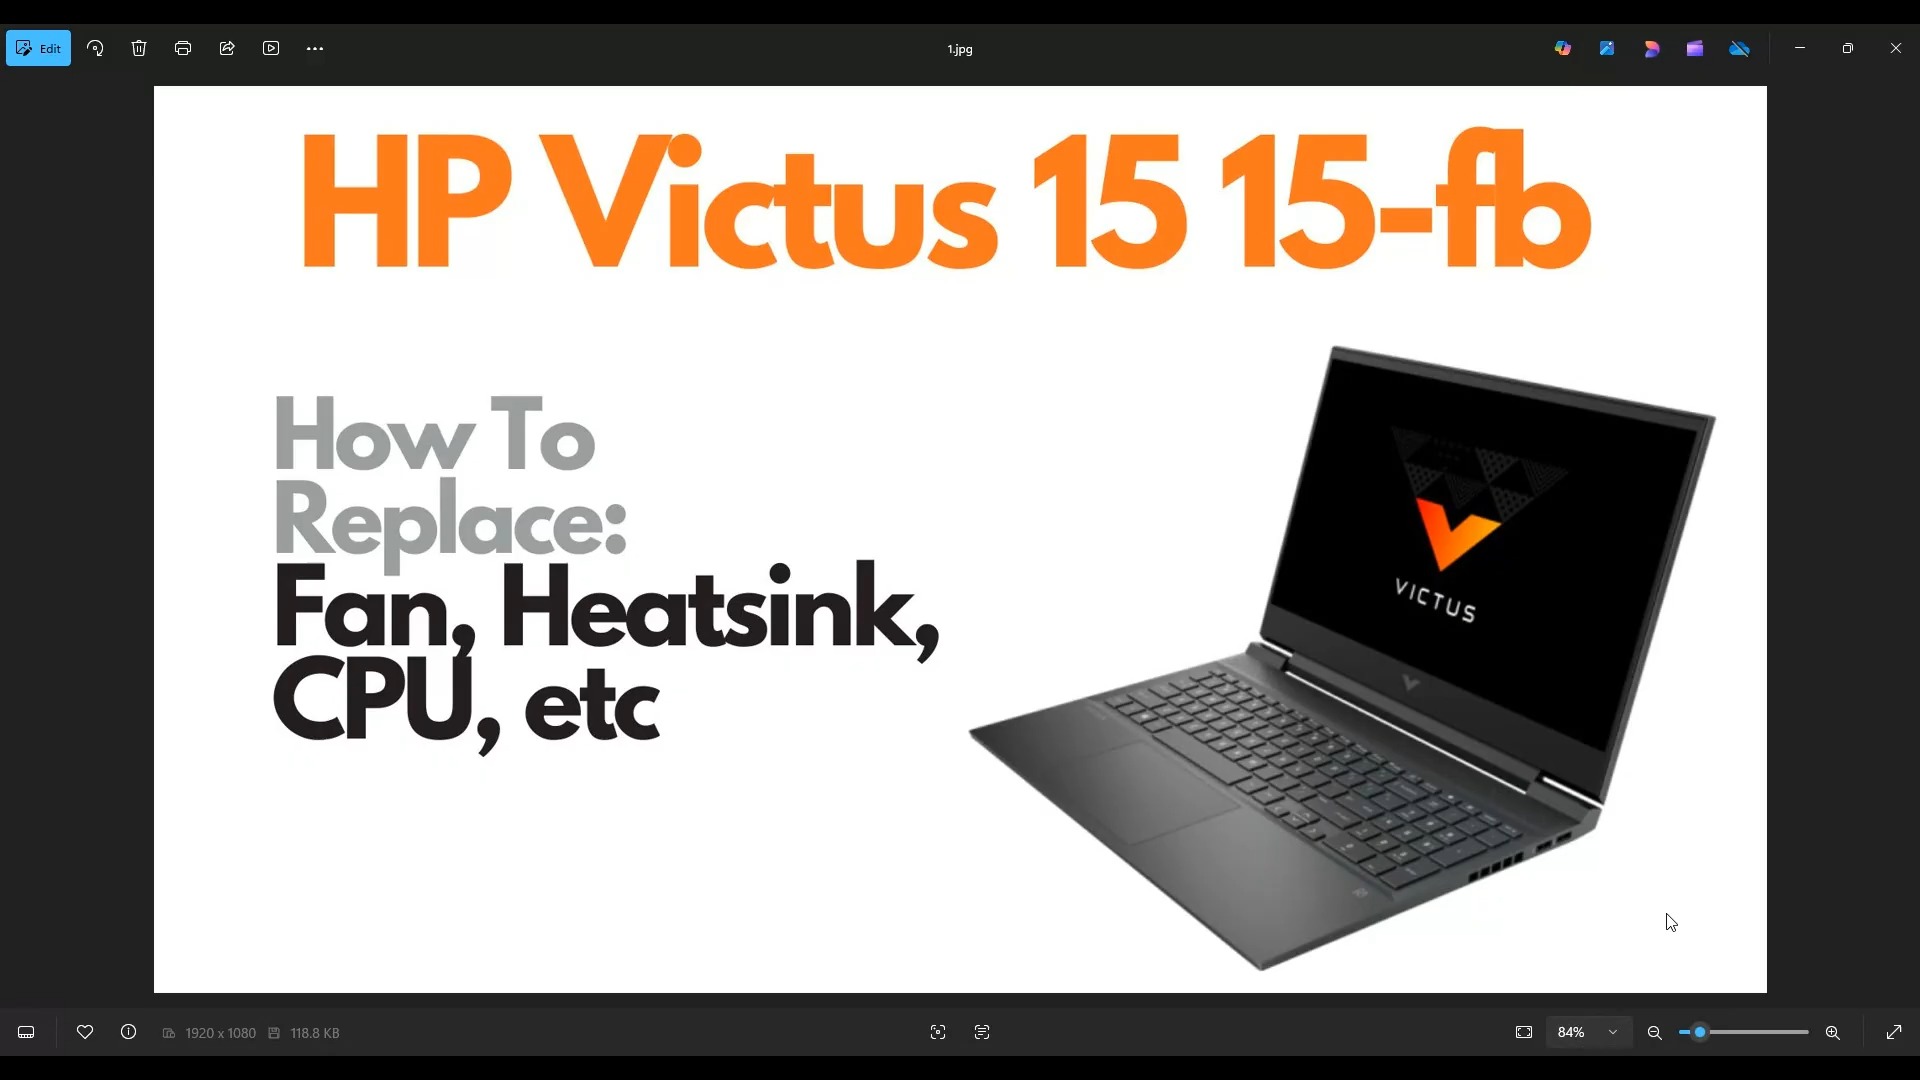 Edit
1.jpg
HP Victus 15 15-fb
How To
Replace:
Fan, Heatsink,
CPU, etc
VICTUS
1920 x 1080
118.8 KB
84%